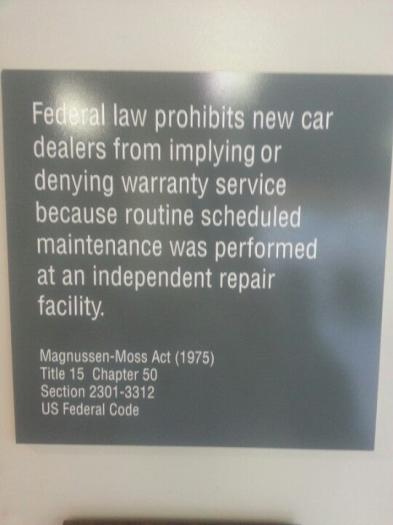 Federal law prohibits new car
dealers from implying or
denying warranty service
because routine scheduled
maintenance was performed
at an independent repair
facility.
Magnussen-Moss Act (1975)
Title 15 Chapter 50
Section 2301-3312
US Federal Code